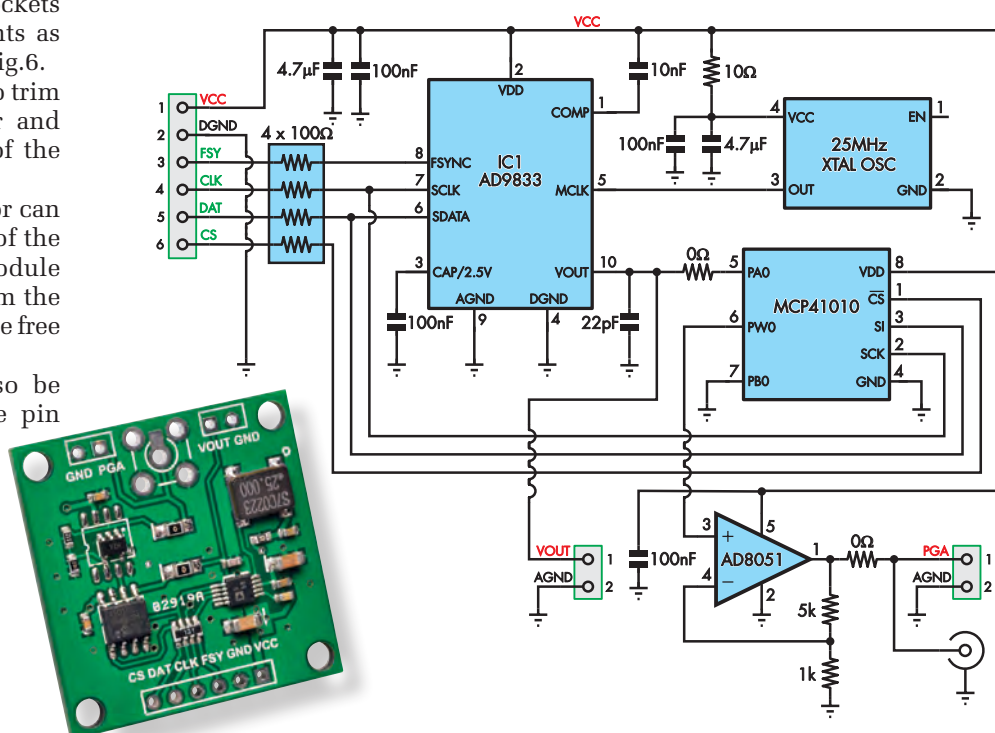 ckets
nts as
ig.6.
o trim
r and
of the
or can
of the
odule
m the
e free
so be
e pin
VCC
4.7µF
100nF
2
VDD
10nF
10Ω
COMP
1
4
VCC
EN
1
1
VCC
2
DGND
4 x 100Ω
IC1
AD9833
100nF
4.7µF
25MHz
XTAL OSC
3
FSY
8
FSYNC
4
CLK
7
SCLK
MCLK
5
3
OUT
GND
2
5
DAT
6
SDATA
6
CS
3
CAP/2.5V
VOUT
10
0Ω
5
PA0
VDD
8
MCP41010
CS
1
AGND
DGND
100nF
9
4
22pF
6
PW0
SI
3
SCK
2
7
PB0
GND
4
GND PGA
VOUT GND
S700223
25.000
B2919A
CS DAT CLK FSY GND VCC
VOUT
1
AGND
2
100nF
3
+
5
AD8051
1
0Ω
PGA
1
4
−
2
AGND
2
5k
1k